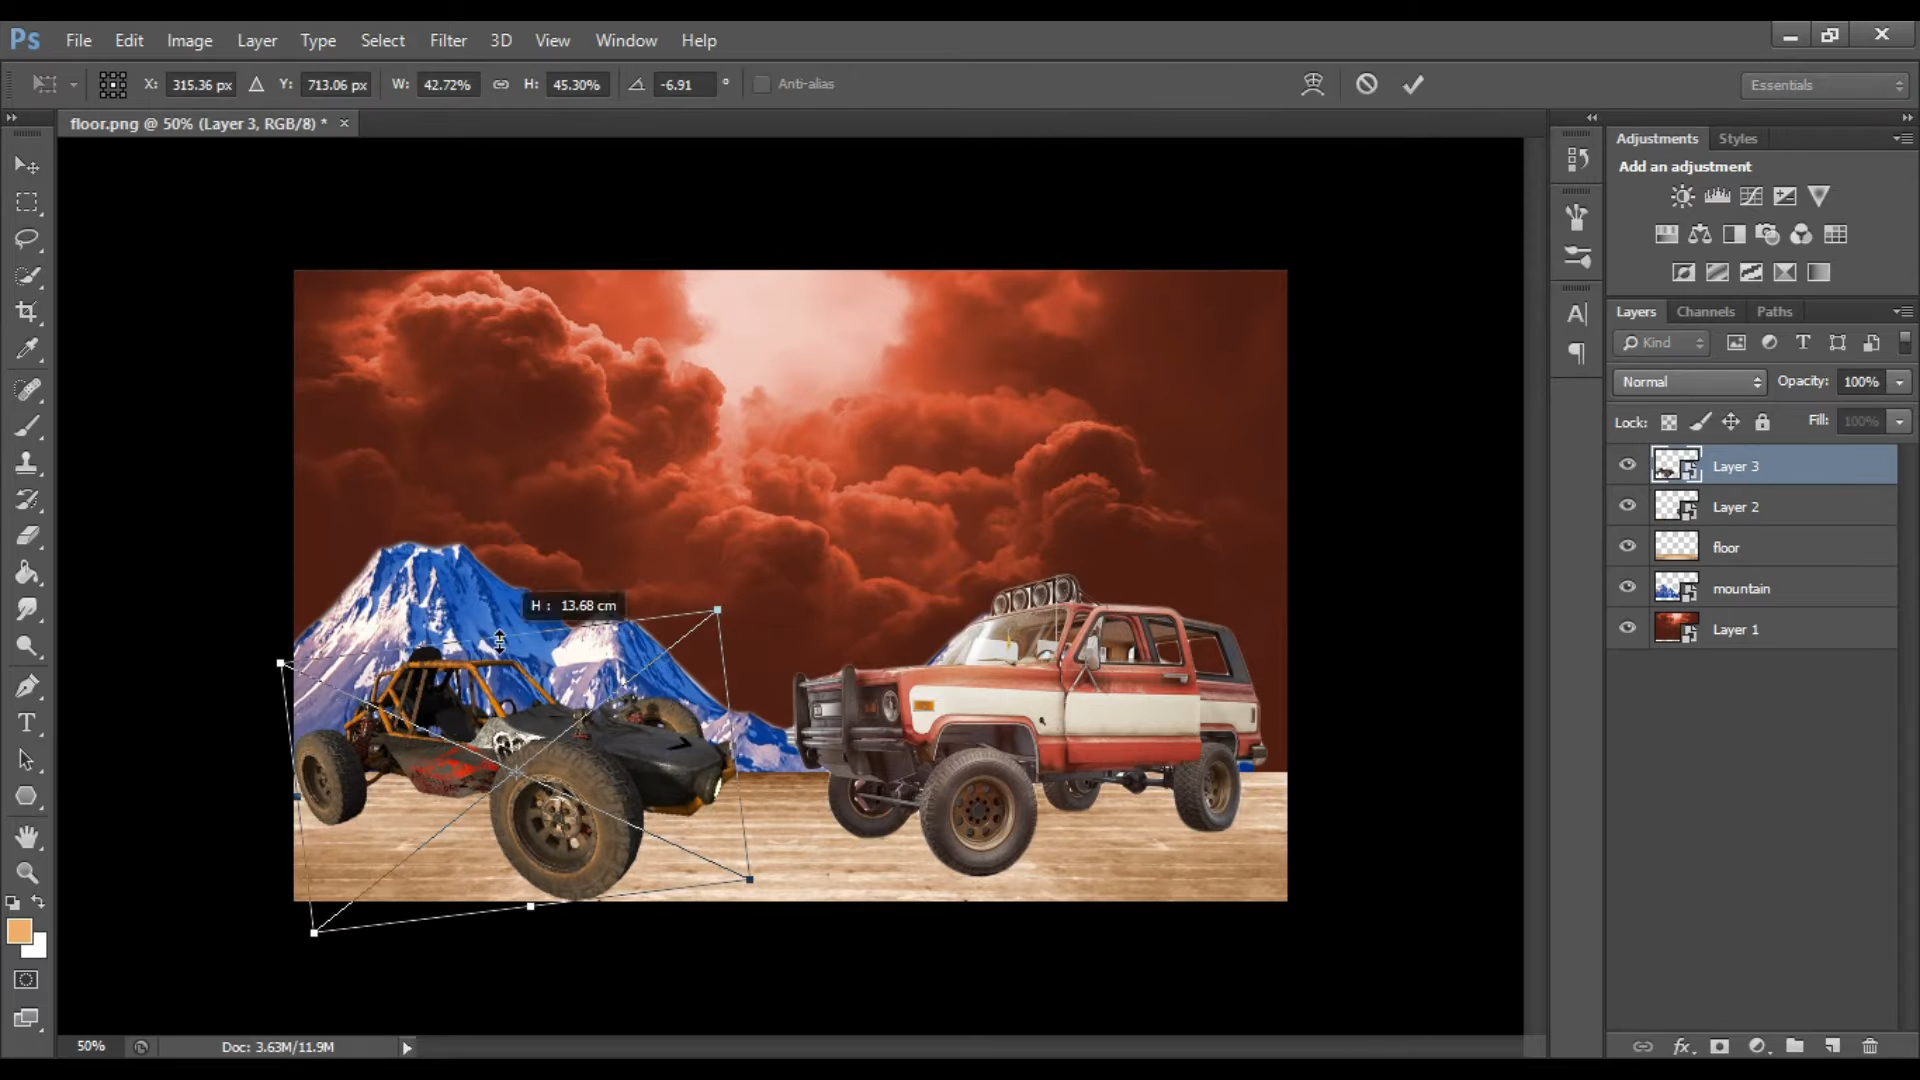 Ps File Edit Image Layer Type Select Filter 3D View Window Help
X: 315.36 px Y: 713.06 px W: 42.72% H: 45.30% -6.91 ° Anti-alias Essentials
floor.png @ 50% (Layer 3, RGB/8) * ×
Adjustments Styles
Add an adjustment
Layers Channels Paths
Kind
Normal Opacity: 100%
Lock: Fill: 100%
Layer 3
Layer 2
floor
mountain
Layer 1
H : 13.68 cm
50% Doc: 3.63M/11.9M
fx